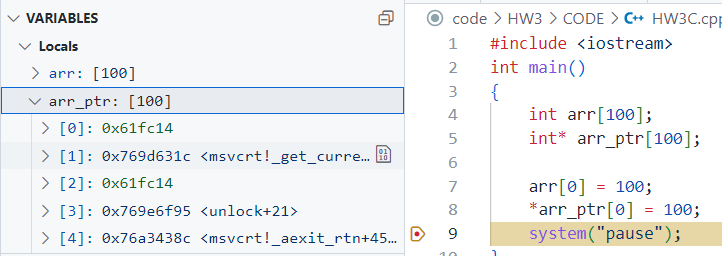 VARIABLES
Locals
arr: [100]
arr_ptr: [100]
[0]: 0x61fc14
[1]: 0x769d631c <msvcrt!_get_curre…
[2]: 0x61fc14
[3]: 0x769e6f95 <unlock+21>
[4]: 0x76a3438c <msvcrt!_aexit_rtn+45…
code > HW3 > CODE > HW3C.cpp
1 #include <iostream>
2 int main()
3 {
4 int arr[100];
5 int* arr_ptr[100];
6
7 arr[0] = 100;
8 *arr_ptr[0] = 100;
9 system("pause");
10 }